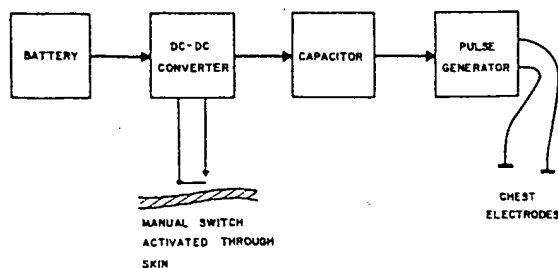 BATTERY
DC-DC
CONVERTER
CAPACITOR
PULSE
GENERATOR
MANUAL SWITCH
ACTIVATED THROUGH
SKIN
CHEST
ELECTRODES